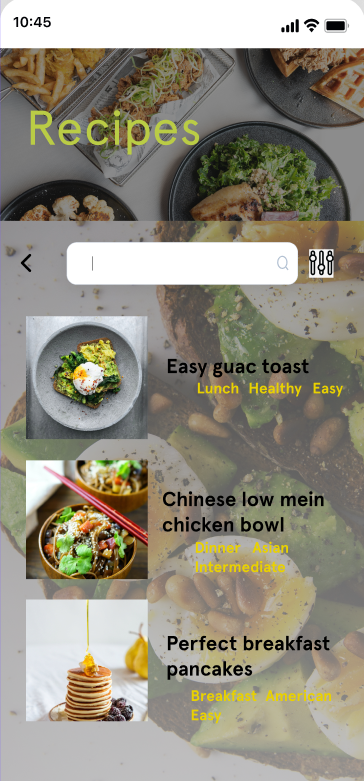 10:45
Recipes
Easy guac toast
Lunch Healthy Easy
Chinese low mein
chicken bowl
Dinner Asian
Intermediate
Perfect breakfast
pancakes
Breakfast American
Easy